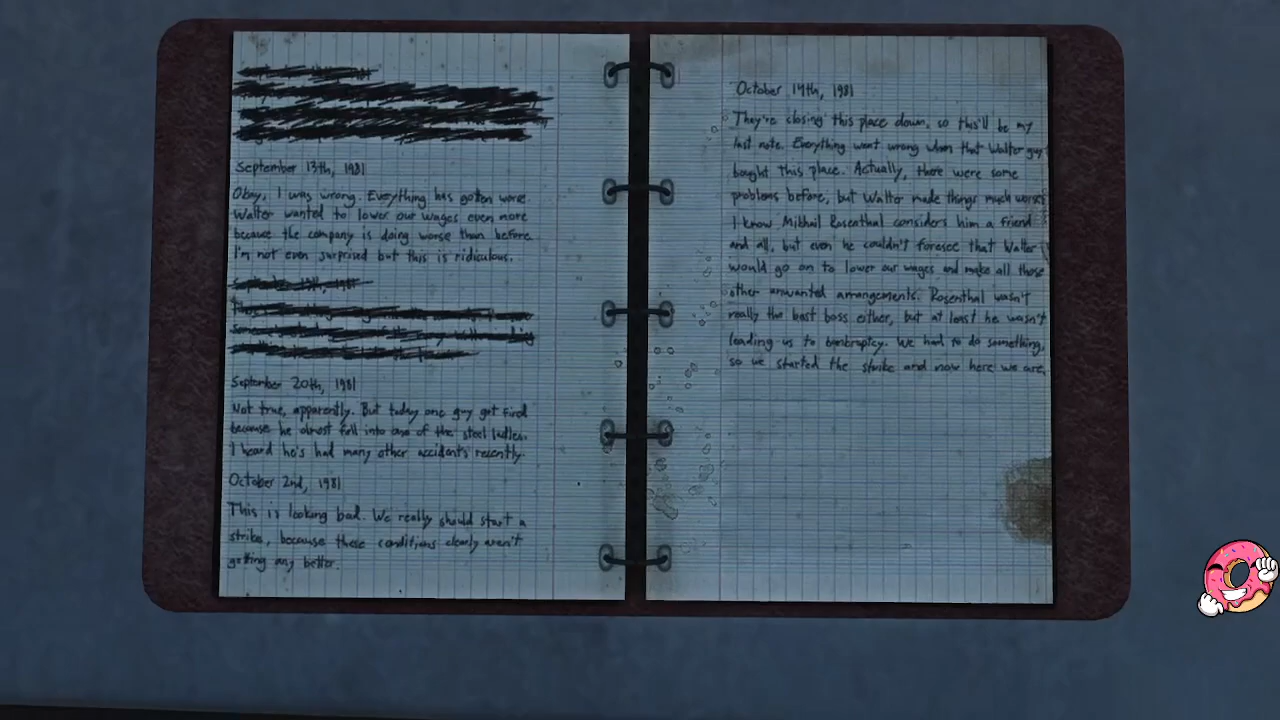 September 13th, 1981
Okay, I was wrong. Everything has gotten worse.
Walter wanted to lower our wages even more
because the company is doing worse than before.
I'm not even surprised but this is ridiculous.
September 20th, 1981
Not true, apparently. But today one guy got fired
because he almost fell into one of the steel ladles.
I heard he's had many other accidents recently.
October 2nd, 1981
This is looking bad. We really should start a
strike, because these conditions clearly aren't
getting any better.
October 14th, 1981
They're closing this place down, so this'll be my
last note. Everything went wrong when that Walter guy
bought this place. Actually, there were some
problems before, but Walter made things much worse.
I know Mikhail Rosenthal considers him a friend
and all, but even he couldn't foresee that Walter
would go on to lower our wages and make all those
other unwanted arrangements. Rosenthal wasn't
really the best boss either, but at least he wasn't
leading us to bankruptcy. We had to do something,
so we started the strike and now here we are.